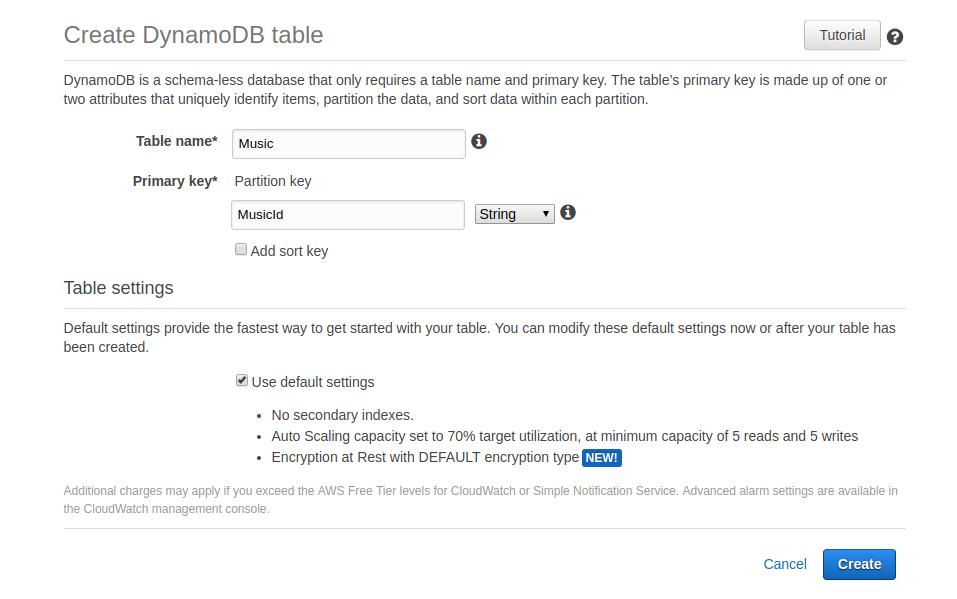 Create DynamoDB table
Tutorial
DynamoDB is a schema-less database that only requires a table name and primary key. The table's primary key is made up of one or
two attributes that uniquely identify items, partition the data, and sort data within each partition.
Table name*
Music
Primary key*
Partition key
MusicId
String
Add sort key
Table settings
Default settings provide the fastest way to get started with your table. You can modify these default settings now or after your table has
been created.
Use default settings
• No secondary indexes.
• Auto Scaling capacity set to 70% target utilization, at minimum capacity of 5 reads and 5 writes
• Encryption at Rest with DEFAULT encryption type NEW!
Additional charges may apply if you exceed the AWS Free Tier levels for CloudWatch or Simple Notification Service. Advanced alarm settings are available in
the CloudWatch management console.
Cancel
Create